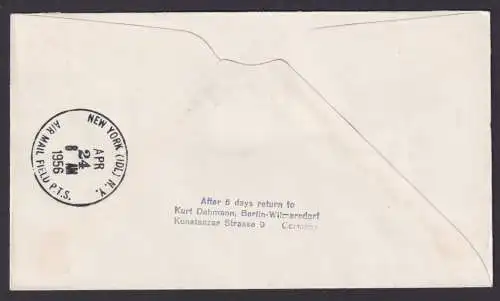 NEW YORK (IDL) N.Y.
APR
24
8 AM
1956
AIR MAIL FIELD P.T.S.
After 5 days return to
Kurt Dahmann, Berlin-Wilmersdorf
Konstanzer Strasse 9 Germany